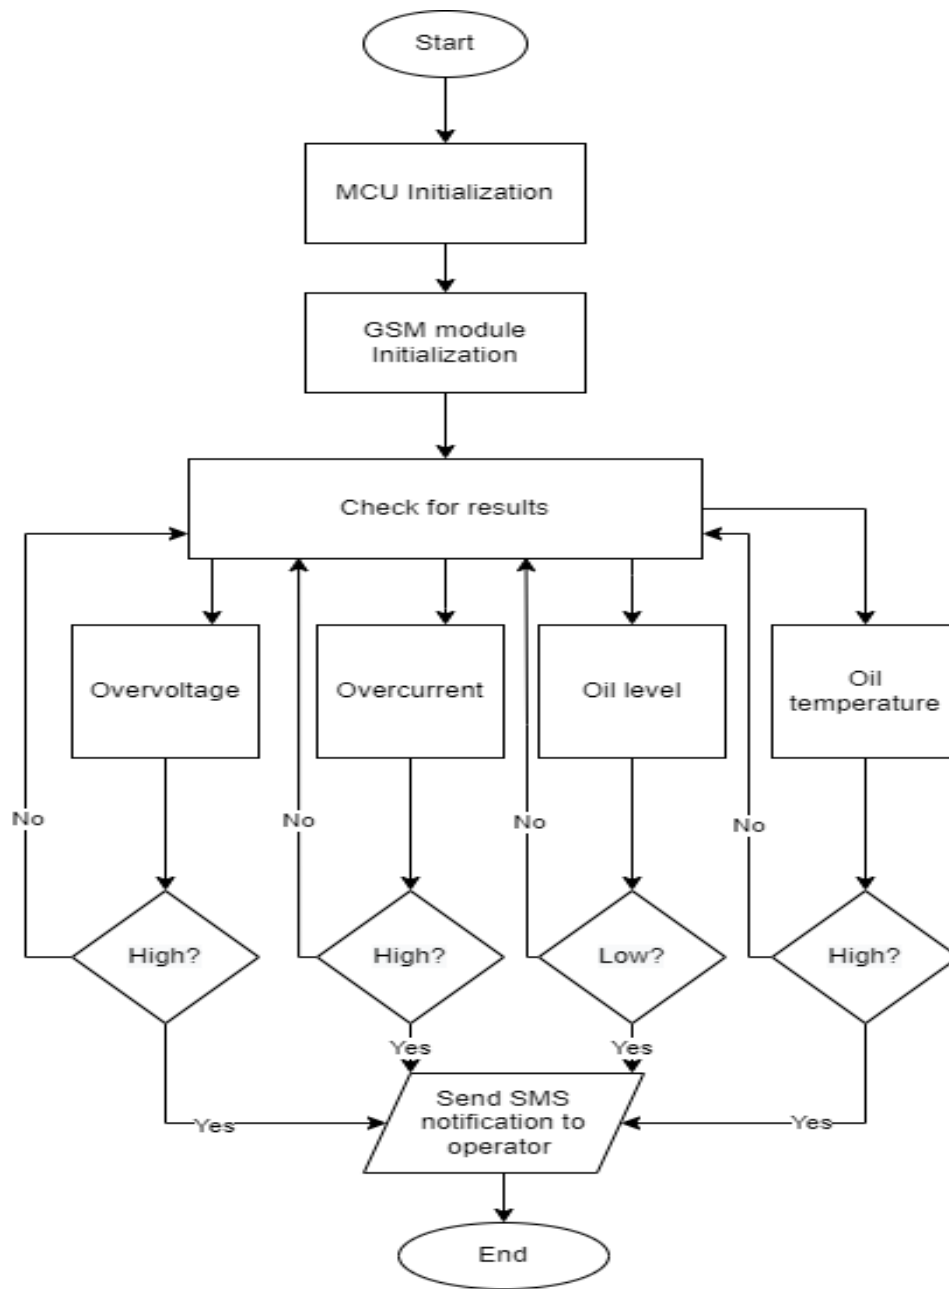 Start
MCU Initialization
GSM module
Initialization
Check for results
Overvoltage
Overcurrent
Oil level
Oil
temperature
No
No
No
No
High?
High?
Low?
High?
Yes
Yes
Yes
Yes
Send SMS
notification to
operator
End